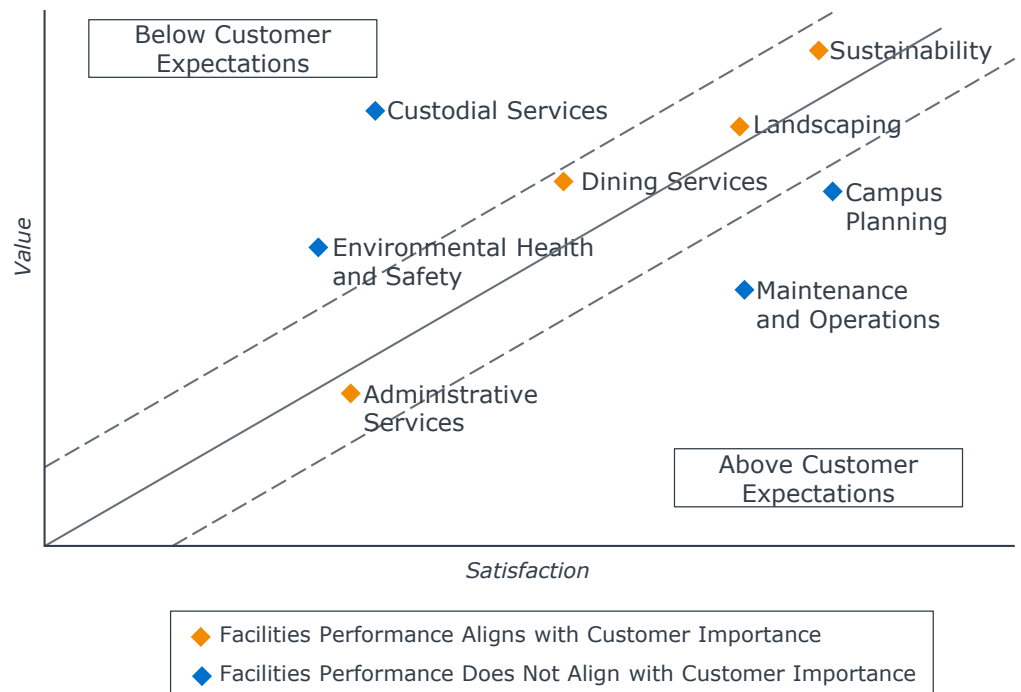 Below Customer
Expectations
Sustainability
Custodial Services
Landscaping
Dining Services
Campus
Planning
Value
Environmental Health
and Safety
Maintenance
and Operations
Administrative
Services
Above Customer
Expectations
Satisfaction
Facilities Performance Aligns with Customer Importance
Facilities Performance Does Not Align with Customer Importance